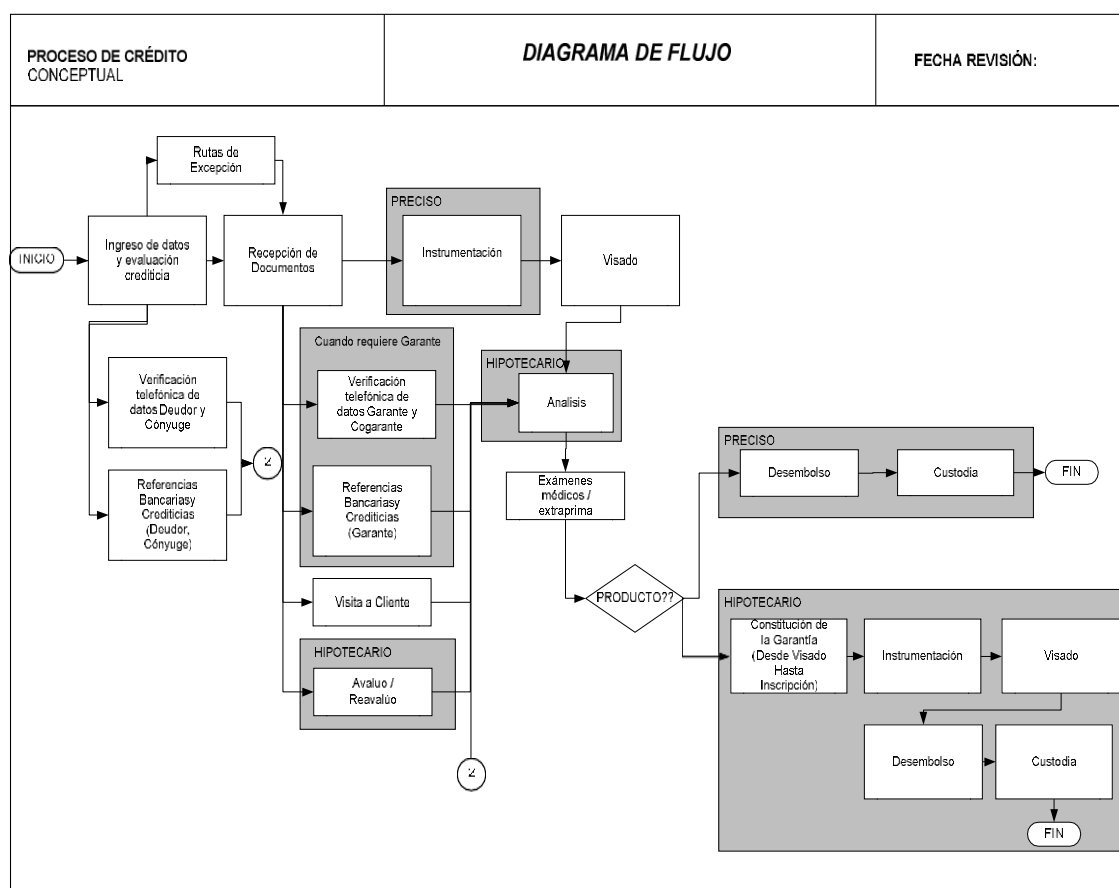 PROCESO DE CRÉDITO
CONCEPTUAL
DIAGRAMA DE FLUJO
FECHA REVISIÓN:
Rutas de
Excepción
INICIO
Ingreso de datos
y evaluación
crediticia
Recepción de
Documentos
PRECISO
Instrumentación
Visado
Verificación
telefónica de
datos Deudor y
Cónyuge
Referencias
Bancariasy
Crediticias
(Deudor,
Cónyuge)
2
Cuando requiere Garante
Verificación
telefónica de
datos Garante y
Cogarante
Referencias
Bancariasy
Crediticias
(Garante)
Visita a Cliente
HIPOTECARIO
Avaluo /
Reavalúo
2
HIPOTECARIO
Analisis
Exámenes
médicos /
extraprima
PRODUCTO??
PRECISO
Desembolso
Custodia
FIN
HIPOTECARIO
Constitución de
la Garantía
(Desde Visado
Hasta
Inscripción)
Instrumentación
Visado
Desembolso
Custodia
FIN